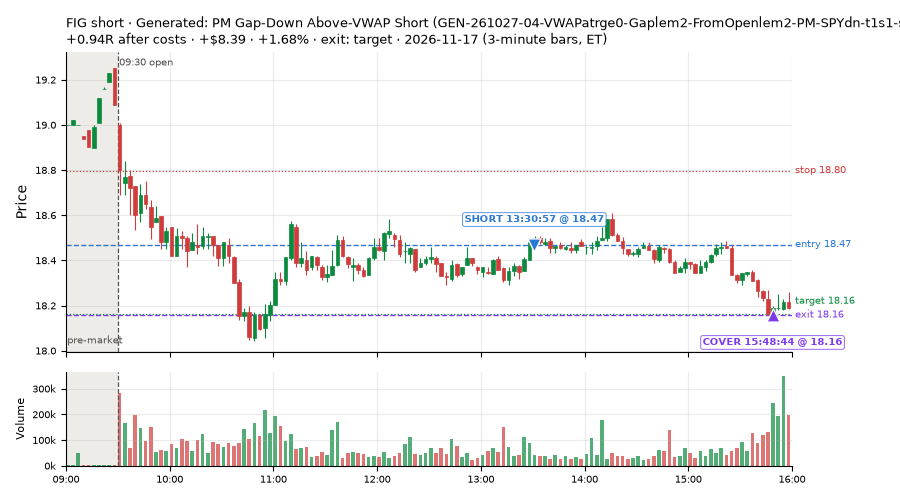 FIG short · Generated: PM Gap-Down Above-VWAP Short (GEN-261027-04-VWAPatrge0-Gaplem2-FromOpenlem2-PM-SPYdn-t1s1-
+0.94R after costs · +$8.39 · +1.68% · exit: target · 2026-11-17 (3-minute bars, ET)
09:30 open
19.2
19.0
18.8
18.6
18.4
18.2
18.0
Price
stop 18.80
SHORT 13:30:57 @ 18.47
entry 18.47
target 18.16
exit 18.16
pre-market
COVER 15:48:44 @ 18.16
300k
200k
100k
0k
Volume
09:00
10:00
11:00
12:00
13:00
14:00
15:00
16:00